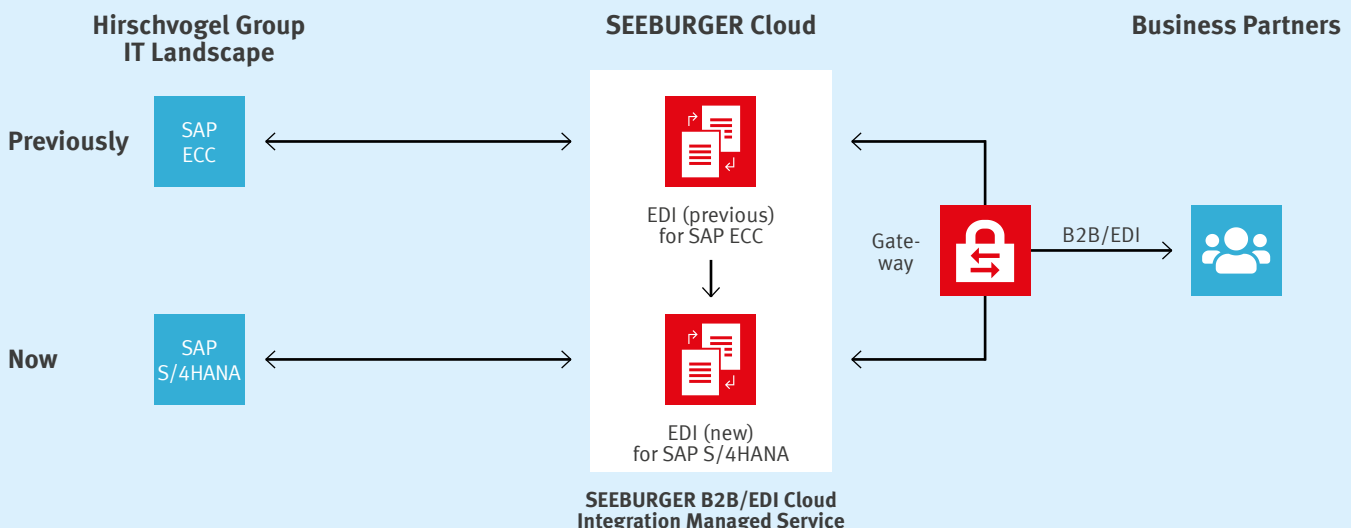 Hirschvogel Group
IT Landscape
SEEBURGER Cloud
Business Partners
Previously
SAP
ECC
EDI (previous)
for SAP ECC
Gate-
way
B2B/EDI
Now
SAP
S/4HANA
EDI (new)
for SAP S/4HANA
SEEBURGER B2B/EDI Cloud
Integration Managed Service